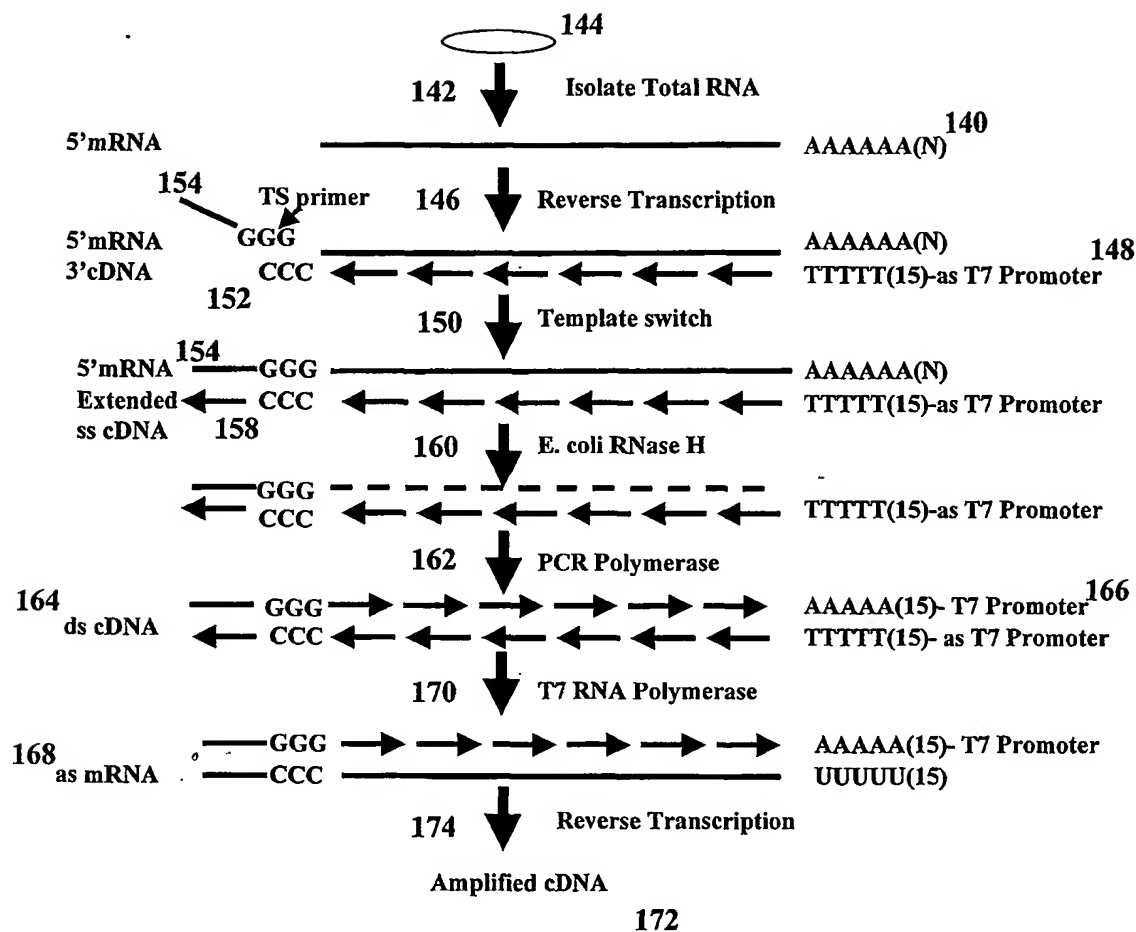 144
142 Isolate Total RNA
5'mRNA AAAAAA(N) 140
154 TS primer 146 Reverse Transcription
5'mRNA GGG AAAAAA(N)
3'cDNA CCC TTTTT(15)-as T7 Promoter 148
152 150 Template switch
5'mRNA 154 GGG AAAAAA(N)
Extended CCC TTTTT(15)-as T7 Promoter
ss cDNA 158
160 E. coli RNase H
GGG
CCC TTTTT(15)-as T7 Promoter
162 PCR Polymerase
164 ds cDNA GGG AAAAA(15)- T7 Promoter 166
CCC TTTTT(15)- as T7 Promoter
170 T7 RNA Polymerase
GGG AAAAA(15)- T7 Promoter
168 as mRNA CCC UUUUU(15)
174 Reverse Transcription
Amplified cDNA
172